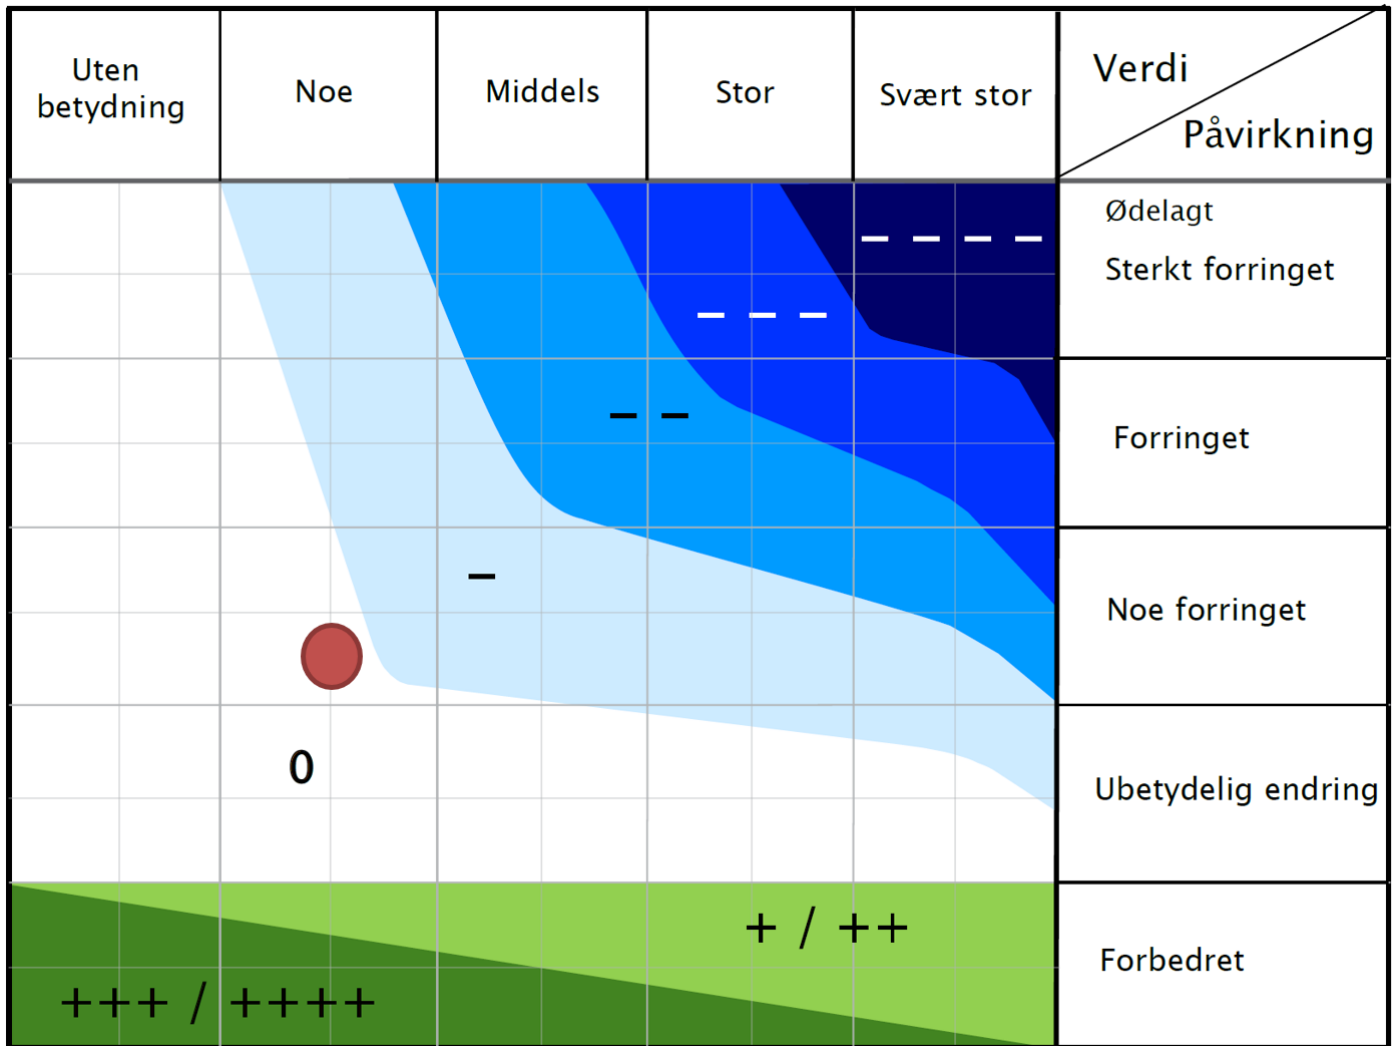 Uten
betydning
Noe
Middels
Stor
Svært stor
Verdi
Påvirkning
Ødelagt
Sterkt forringet
– – – –
– – –
Forringet
– –
–
Noe forringet
0
Ubetydelig endring
+ / ++
Forbedret
+++ / ++++